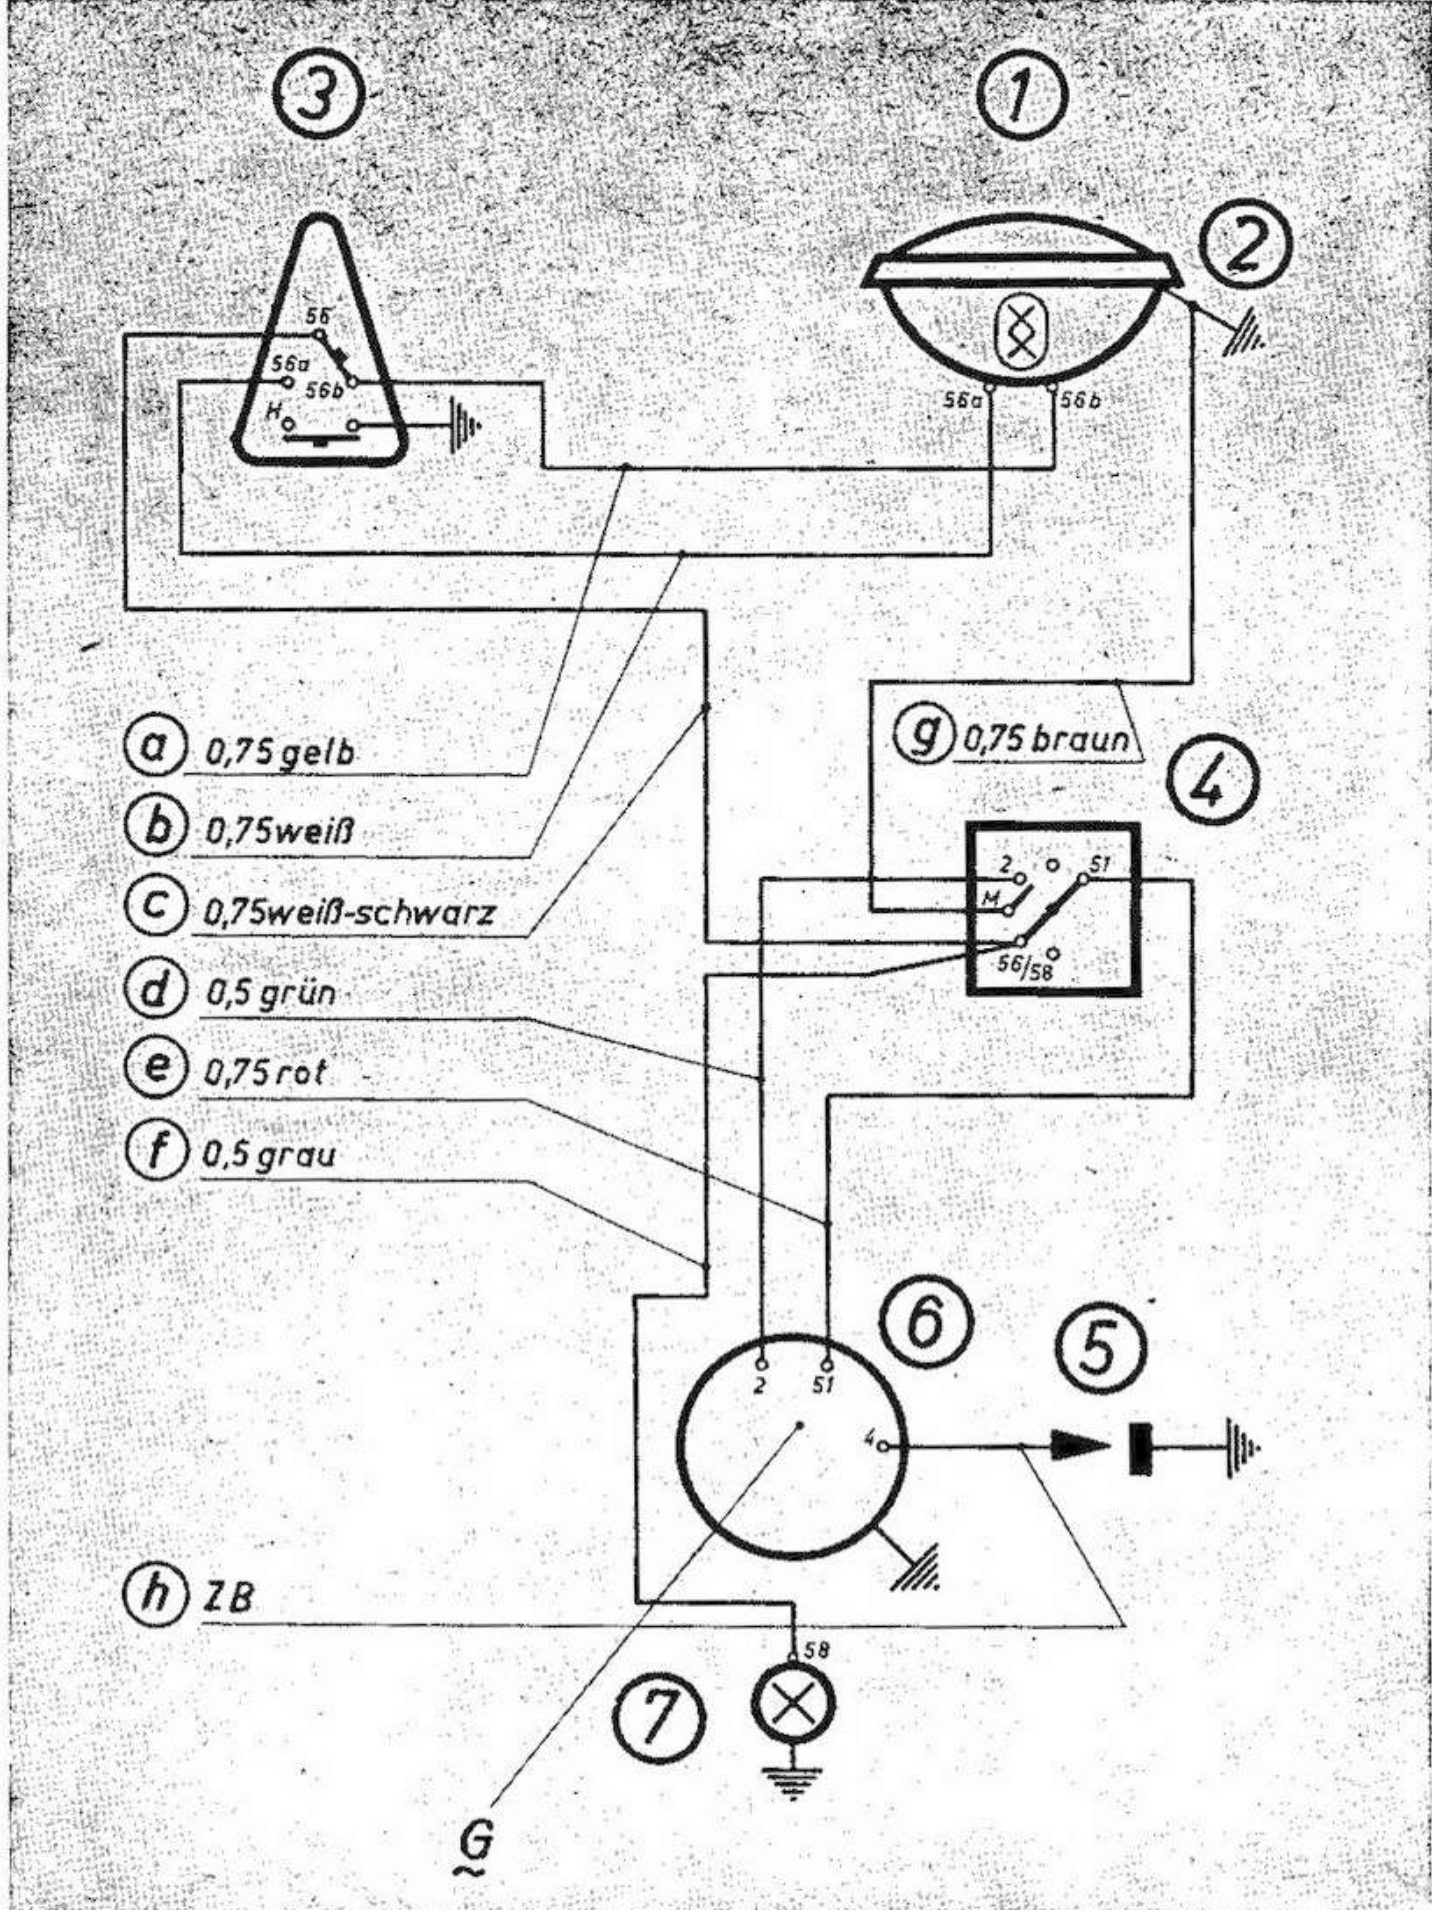 3
1
2
56
56a
56b
H
56a
56b
a 0,75 gelb
g 0,75 braun
4
b 0,75 weiß
2
51
M
c 0,75 weiß-schwarz
56/58
d 0,5 grün
e 0,75 rot
f 0,5 grau
6
5
2
51
4
h ZB
58
7
G
~